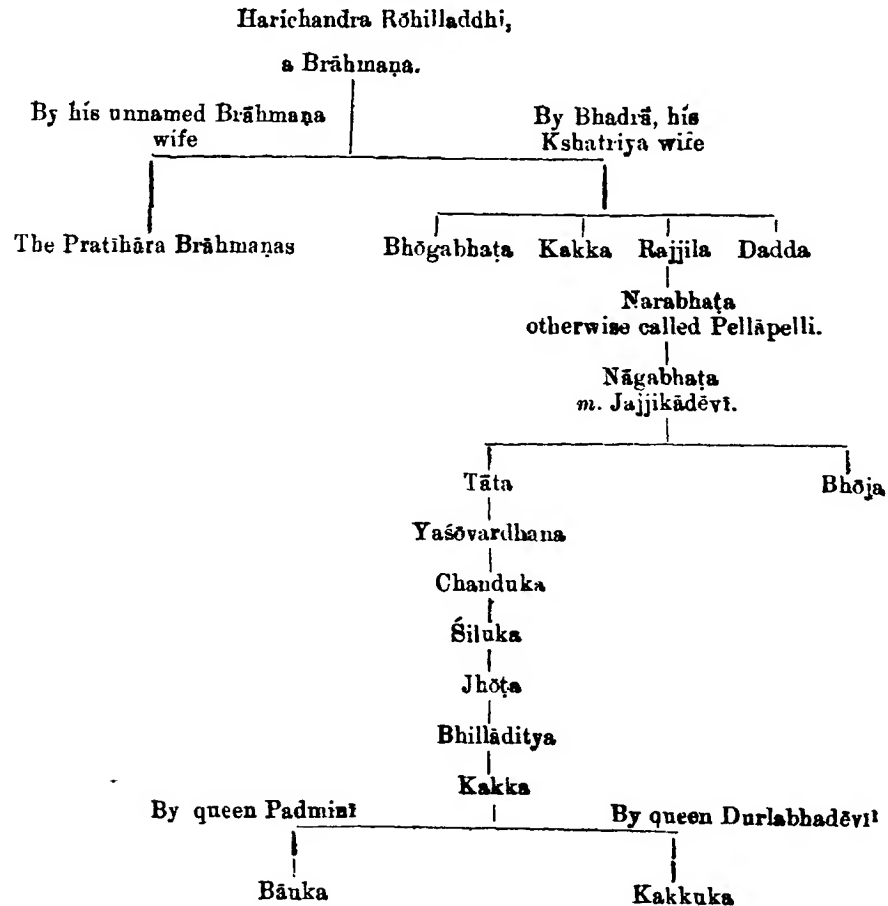 Harichandra Rōhilladdhi,
a Brāhmaṇa.
By his unnamed Brāhmaṇa
wife
By Bhadrā, his
Kshatriya wife
The Pratīhāra Brāhmaṇas
Bhōgabhaṭa Kakka Rajjila Dadda
Narabhaṭa
otherwise called Pellāpelli.
Nāgabhaṭa
m. Jajjikādēvī.
Tāta Bhōja
Yaśōvardhana
Chanduka
Śiluka
Jhōṭa
Bhillāditya
Kakka
By queen Padminī By queen Durlabhadēvī¹
Bāuka Kakkuka